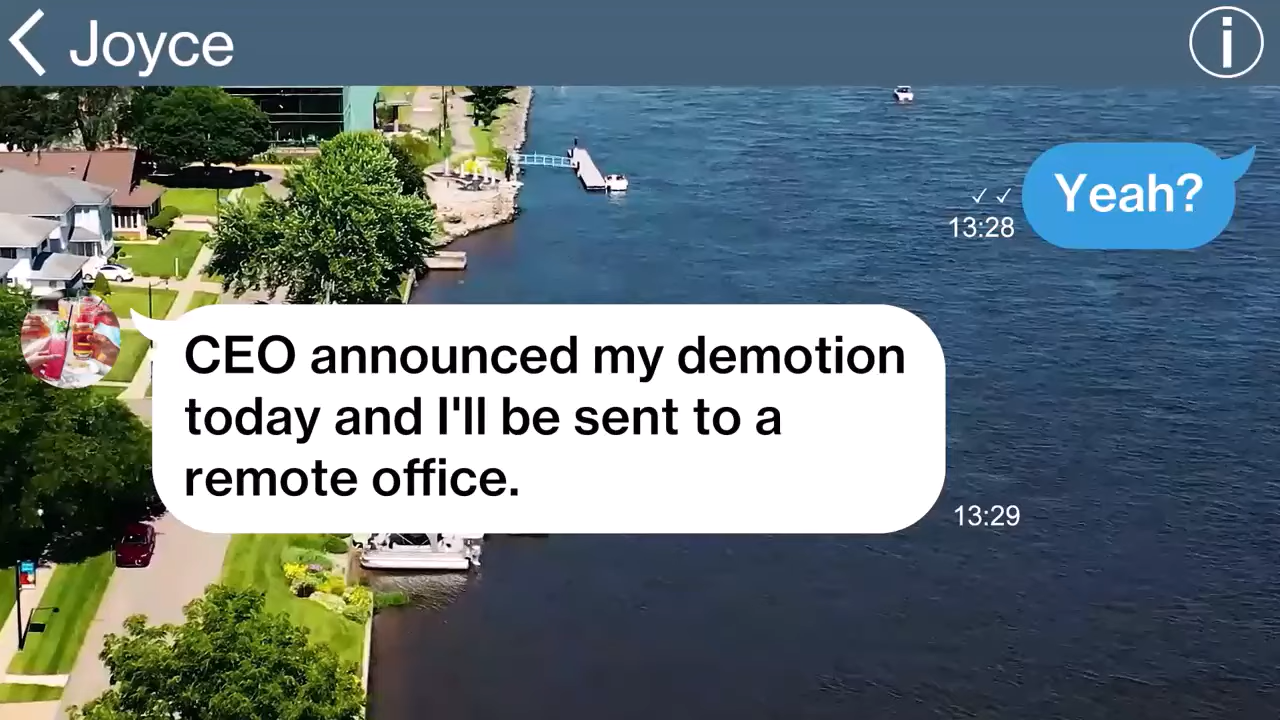 Joyce
Yeah?
13:28
CEO announced my demotion
today and I'll be sent to a
remote office.
13:29